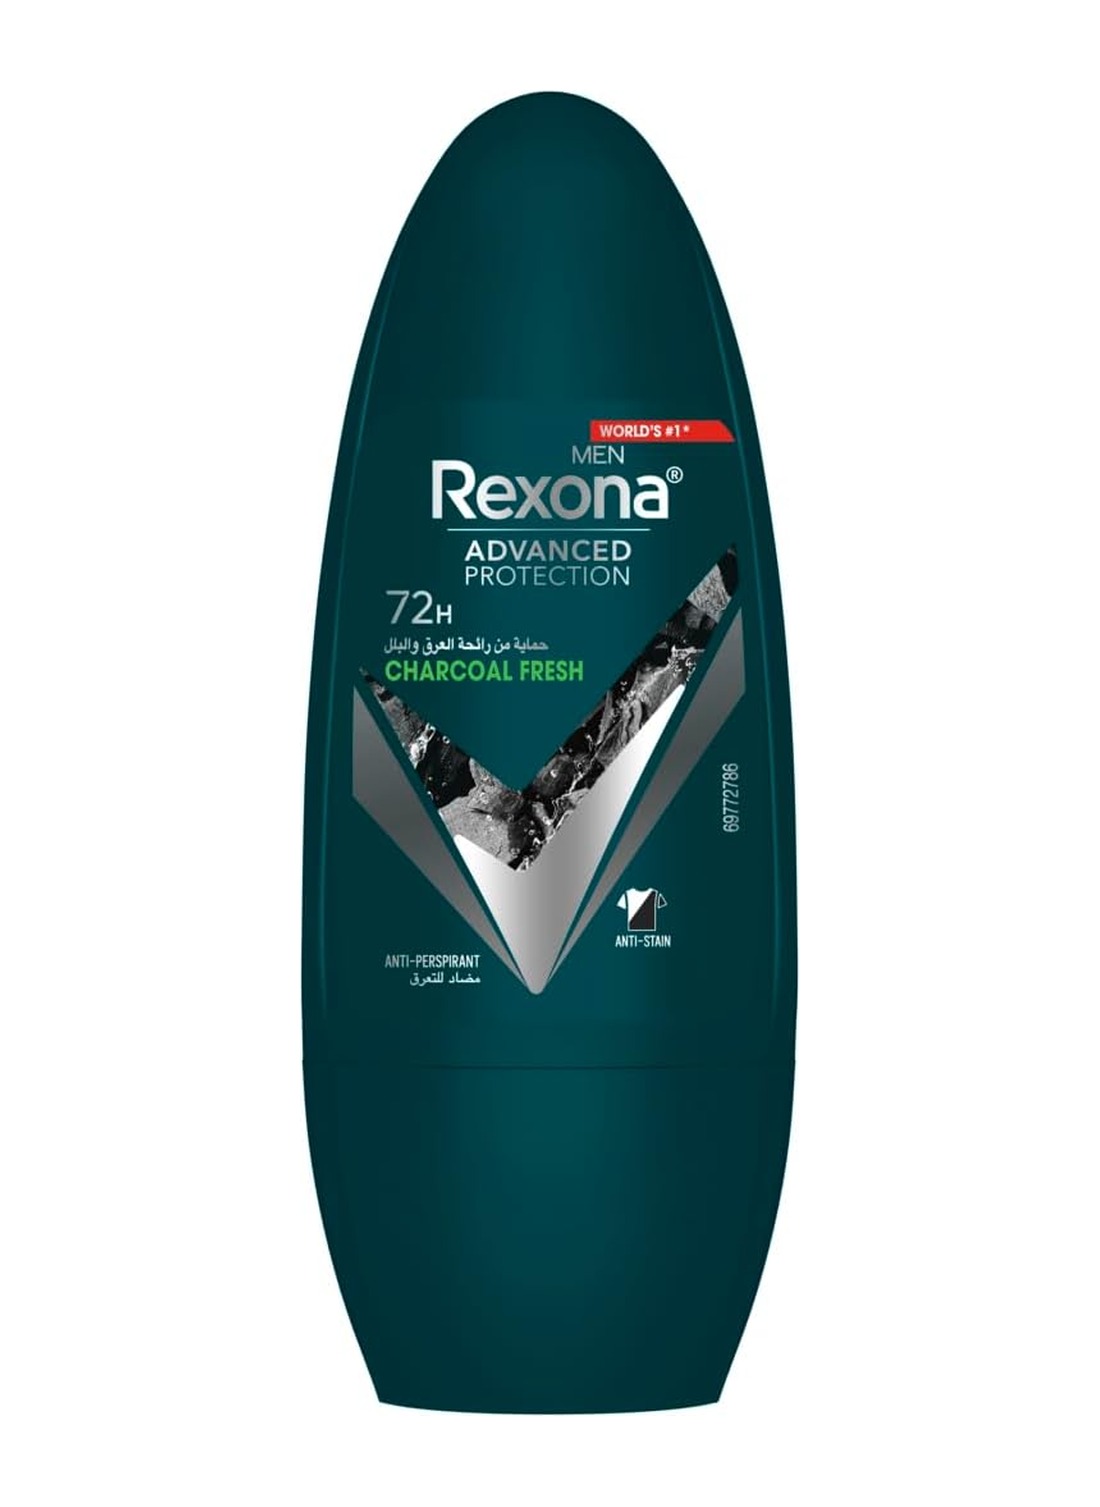 WORLD'S #1*
MEN
Rexona®
ADVANCED
PROTECTION
72H
حماية من رائحة العرق والبلل
CHARCOAL FRESH
69772786
ANTI-STAIN
ANTI-PERSPIRANT
مضاد للتعرق